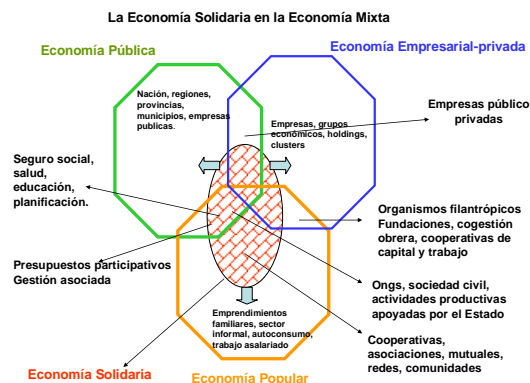 La Economía Solidaria en la Economía Mixta
Economía Pública
Economía Empresarial-privada
Nación, regiones,
provincias,
municipios, empresas
publicas.
Empresas, grupos
económicos, holdings,
clusters
Empresas público
privadas
Seguro social,
salud,
educación,
planificación.
Organismos filantrópicos
Fundaciones, cogestión
obrera, cooperativas de
capital y trabajo
Presupuestos participativos
Gestión asociada
Ongs, sociedad civil,
actividades productivas
apoyadas por el Estado
Emprendimientos
familiares, sector
informal, autoconsumo,
trabajo asalariado
Cooperativas,
asociaciones, mutuales,
redes, comunidades
Economía Solidaria
Economía Popular